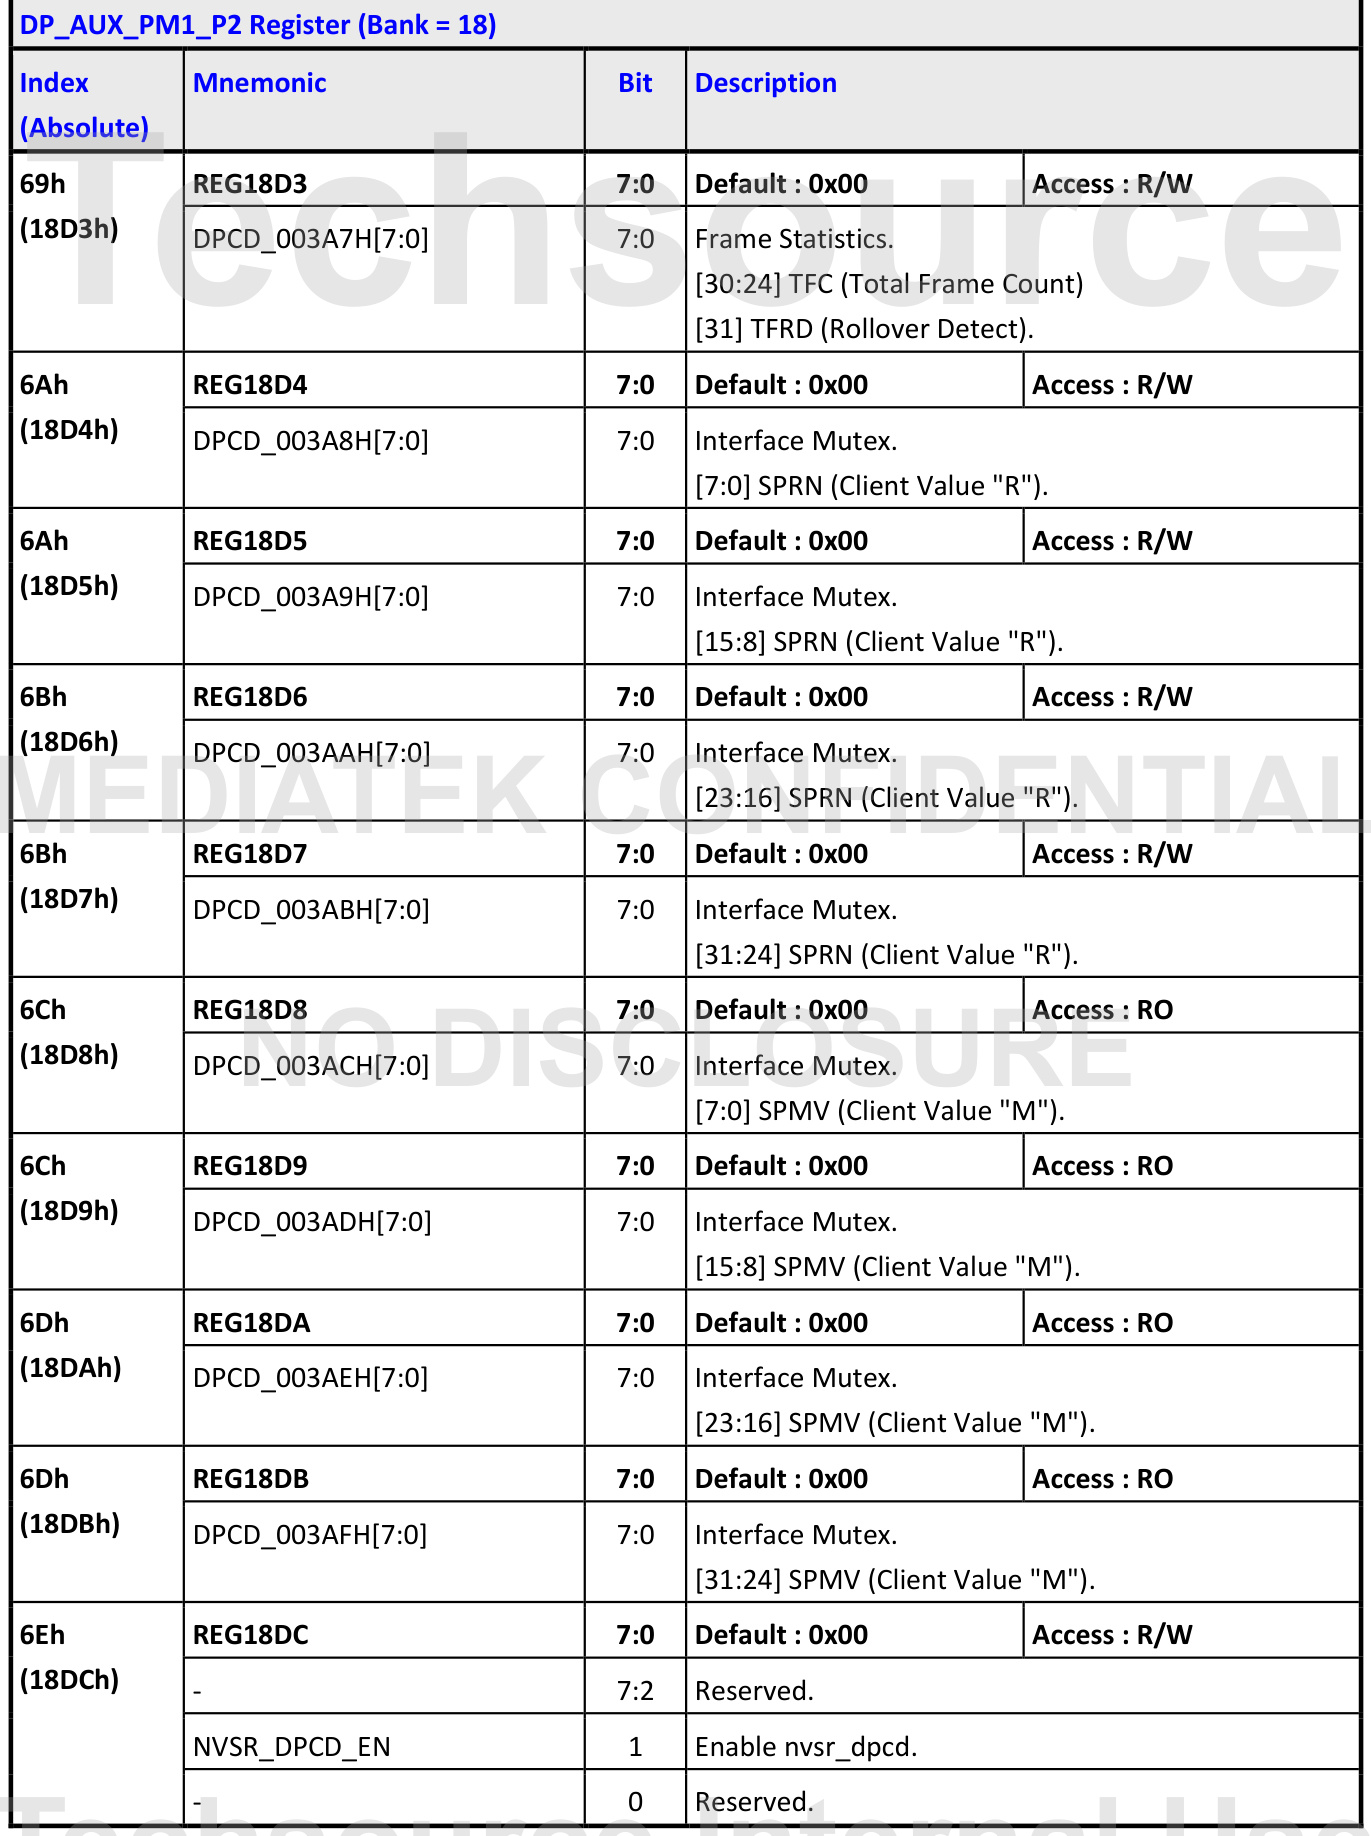 DP_AUX_PM1_P2 Register (Bank = 18)
Index (Absolute) Mnemonic Bit Description
69h (18D3h) REG18D3 7:0 Default : 0x00 Access : R/W
DPCD_003A7H[7:0] 7:0 Frame Statistics.
[30:24] TFC (Total Frame Count)
[31] TFRD (Rollover Detect).
6Ah (18D4h) REG18D4 7:0 Default : 0x00 Access : R/W
DPCD_003A8H[7:0] 7:0 Interface Mutex.
[7:0] SPRN (Client Value "R").
6Ah (18D5h) REG18D5 7:0 Default : 0x00 Access : R/W
DPCD_003A9H[7:0] 7:0 Interface Mutex.
[15:8] SPRN (Client Value "R").
6Bh (18D6h) REG18D6 7:0 Default : 0x00 Access : R/W
DPCD_003AAH[7:0] 7:0 Interface Mutex.
[23:16] SPRN (Client Value "R").
6Bh (18D7h) REG18D7 7:0 Default : 0x00 Access : R/W
DPCD_003ABH[7:0] 7:0 Interface Mutex.
[31:24] SPRN (Client Value "R").
6Ch (18D8h) REG18D8 7:0 Default : 0x00 Access : RO
DPCD_003ACH[7:0] 7:0 Interface Mutex.
[7:0] SPMV (Client Value "M").
6Ch (18D9h) REG18D9 7:0 Default : 0x00 Access : RO
DPCD_003ADH[7:0] 7:0 Interface Mutex.
[15:8] SPMV (Client Value "M").
6Dh (18DAh) REG18DA 7:0 Default : 0x00 Access : RO
DPCD_003AEH[7:0] 7:0 Interface Mutex.
[23:16] SPMV (Client Value "M").
6Dh (18DBh) REG18DB 7:0 Default : 0x00 Access : RO
DPCD_003AFH[7:0] 7:0 Interface Mutex.
[31:24] SPMV (Client Value "M").
6Eh (18DCh) REG18DC 7:0 Default : 0x00 Access : R/W
- 7:2 Reserved.
NVSR_DPCD_EN 1 Enable nvsr_dpcd.
- 0 Reserved.
Techsource
MEDIATEK CONFIDENTIAL
NO DISCLOSURE
Techsource Internal Use